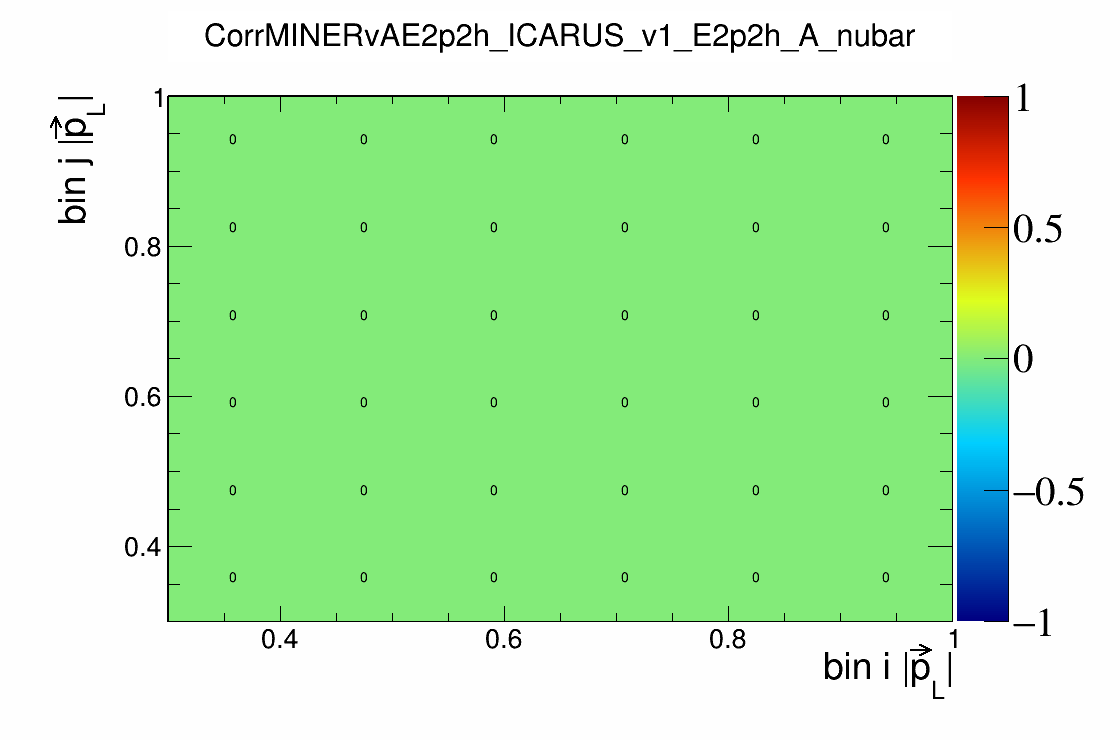 CorrMINERvAE2p2h_ICARUS_v1_E2p2h_A_nubar
bin j |p⃗_L|
1
0.8
0.6
0.4
0 0 0 0 0 0
0 0 0 0 0 0
0 0 0 0 0 0
0 0 0 0 0 0
0 0 0 0 0 0
0 0 0 0 0 0
1
0.5
0
−0.5
−1
0.4 0.6 0.8 1
bin i |p⃗_L|